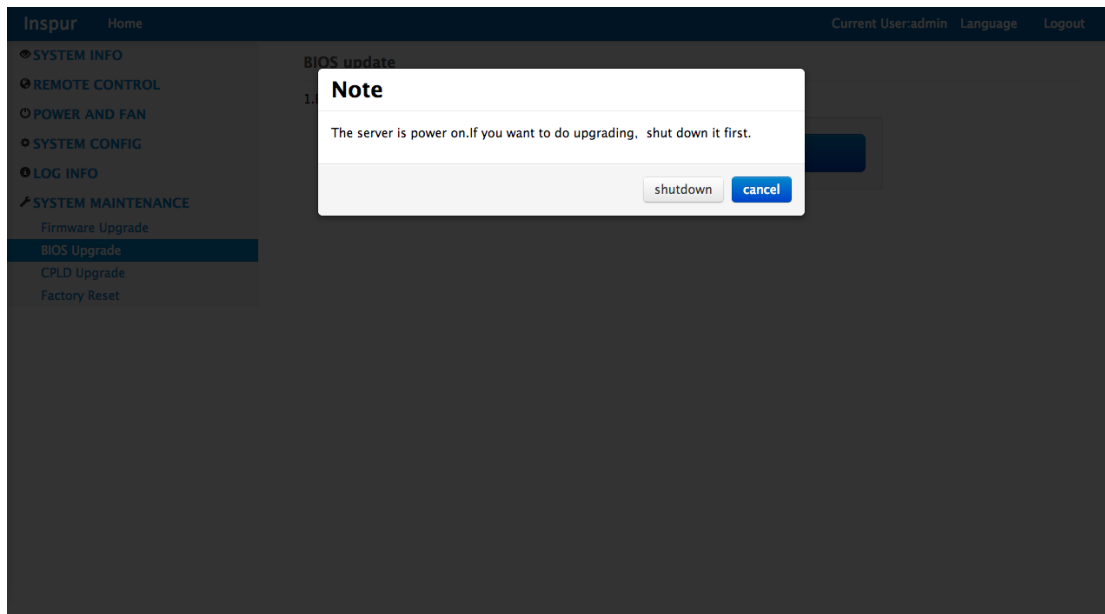 Inspur Home Current User:admin Language Logout
SYSTEM INFO
REMOTE CONTROL
POWER AND FAN
SYSTEM CONFIG
LOG INFO
SYSTEM MAINTENANCE
Firmware Upgrade
BIOS Upgrade
CPLD Upgrade
Factory Reset
BIOS update
1.
Note
The server is power on.If you want to do upgrading, shut down it first.
shutdown cancel